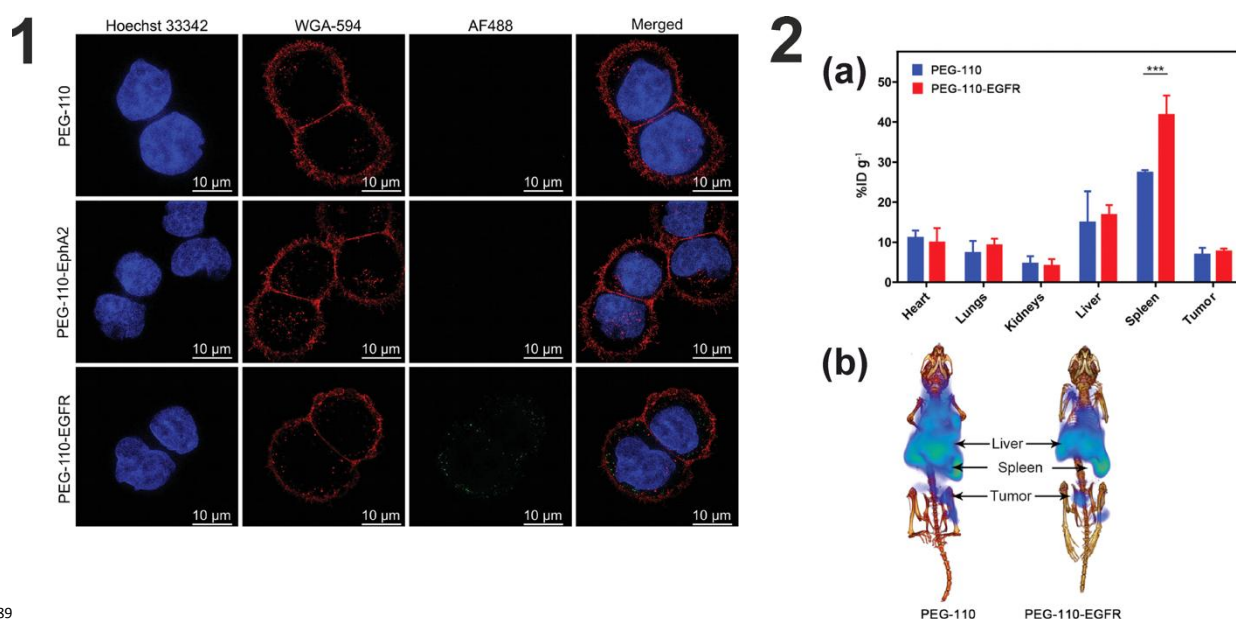 1
Hoechst 33342 WGA-594 AF488 Merged
PEG-110
10 µm 10 µm 10 µm 10 µm
PEG-110-EphA2
10 µm 10 µm 10 µm 10 µm
PEG-110-EGFR
10 µm 10 µm 10 µm 10 µm
2
(a)
PEG-110
PEG-110-EGFR
***
%ID g⁻¹
50
40
30
20
10
0
Heart Lungs Kidneys Liver Spleen Tumor
(b)
Liver
Spleen
Tumor
PEG-110 PEG-110-EGFR
39